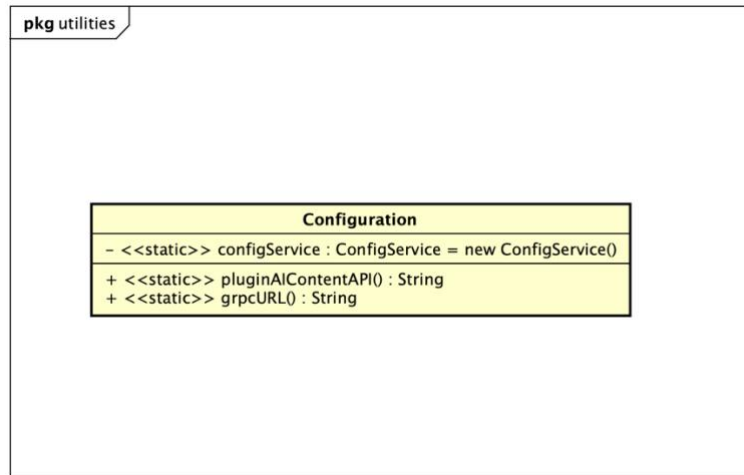 pkg utilities
Configuration
- <<static>> configService : ConfigService = new ConfigService()
+ <<static>> pluginAIContentAPI() : String
+ <<static>> grpcURL() : String